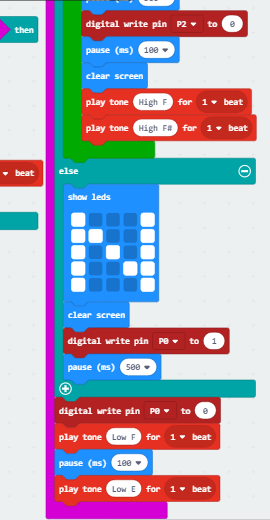 then
digital write pin P2 to 0
pause (ms) 100
clear screen
play tone High F for 1 beat
play tone High F# for 1 beat
beat
else
show leds
clear screen
digital write pin P0 to 1
pause (ms) 500
digital write pin P0 to 0
play tone Low F for 1 beat
pause (ms) 100
play tone Low E for 1 beat